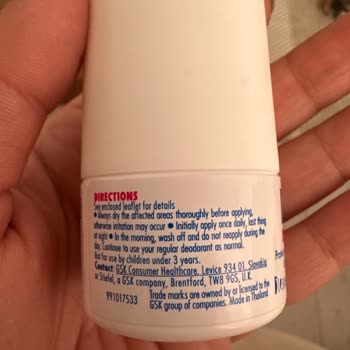 DIRECTIONS
See enclosed leaflet for details
• Always dry the affected areas thoroughly before applying,
otherwise irritation may occur • Initially apply once daily, last thing
at night • In the morning, wash off and do not reapply during the
day. Continue to use your regular deodorant as normal.
Not for use by children under 3 years.
Contact: GSK Consumer Healthcare, Levice 934 01, Slovakia
or Stiefel, a GSK company, Brentford, TW8 9GS, U.K.
991017533
Trade marks are owned by or licensed to the
GSK group of companies. Made in Thailand